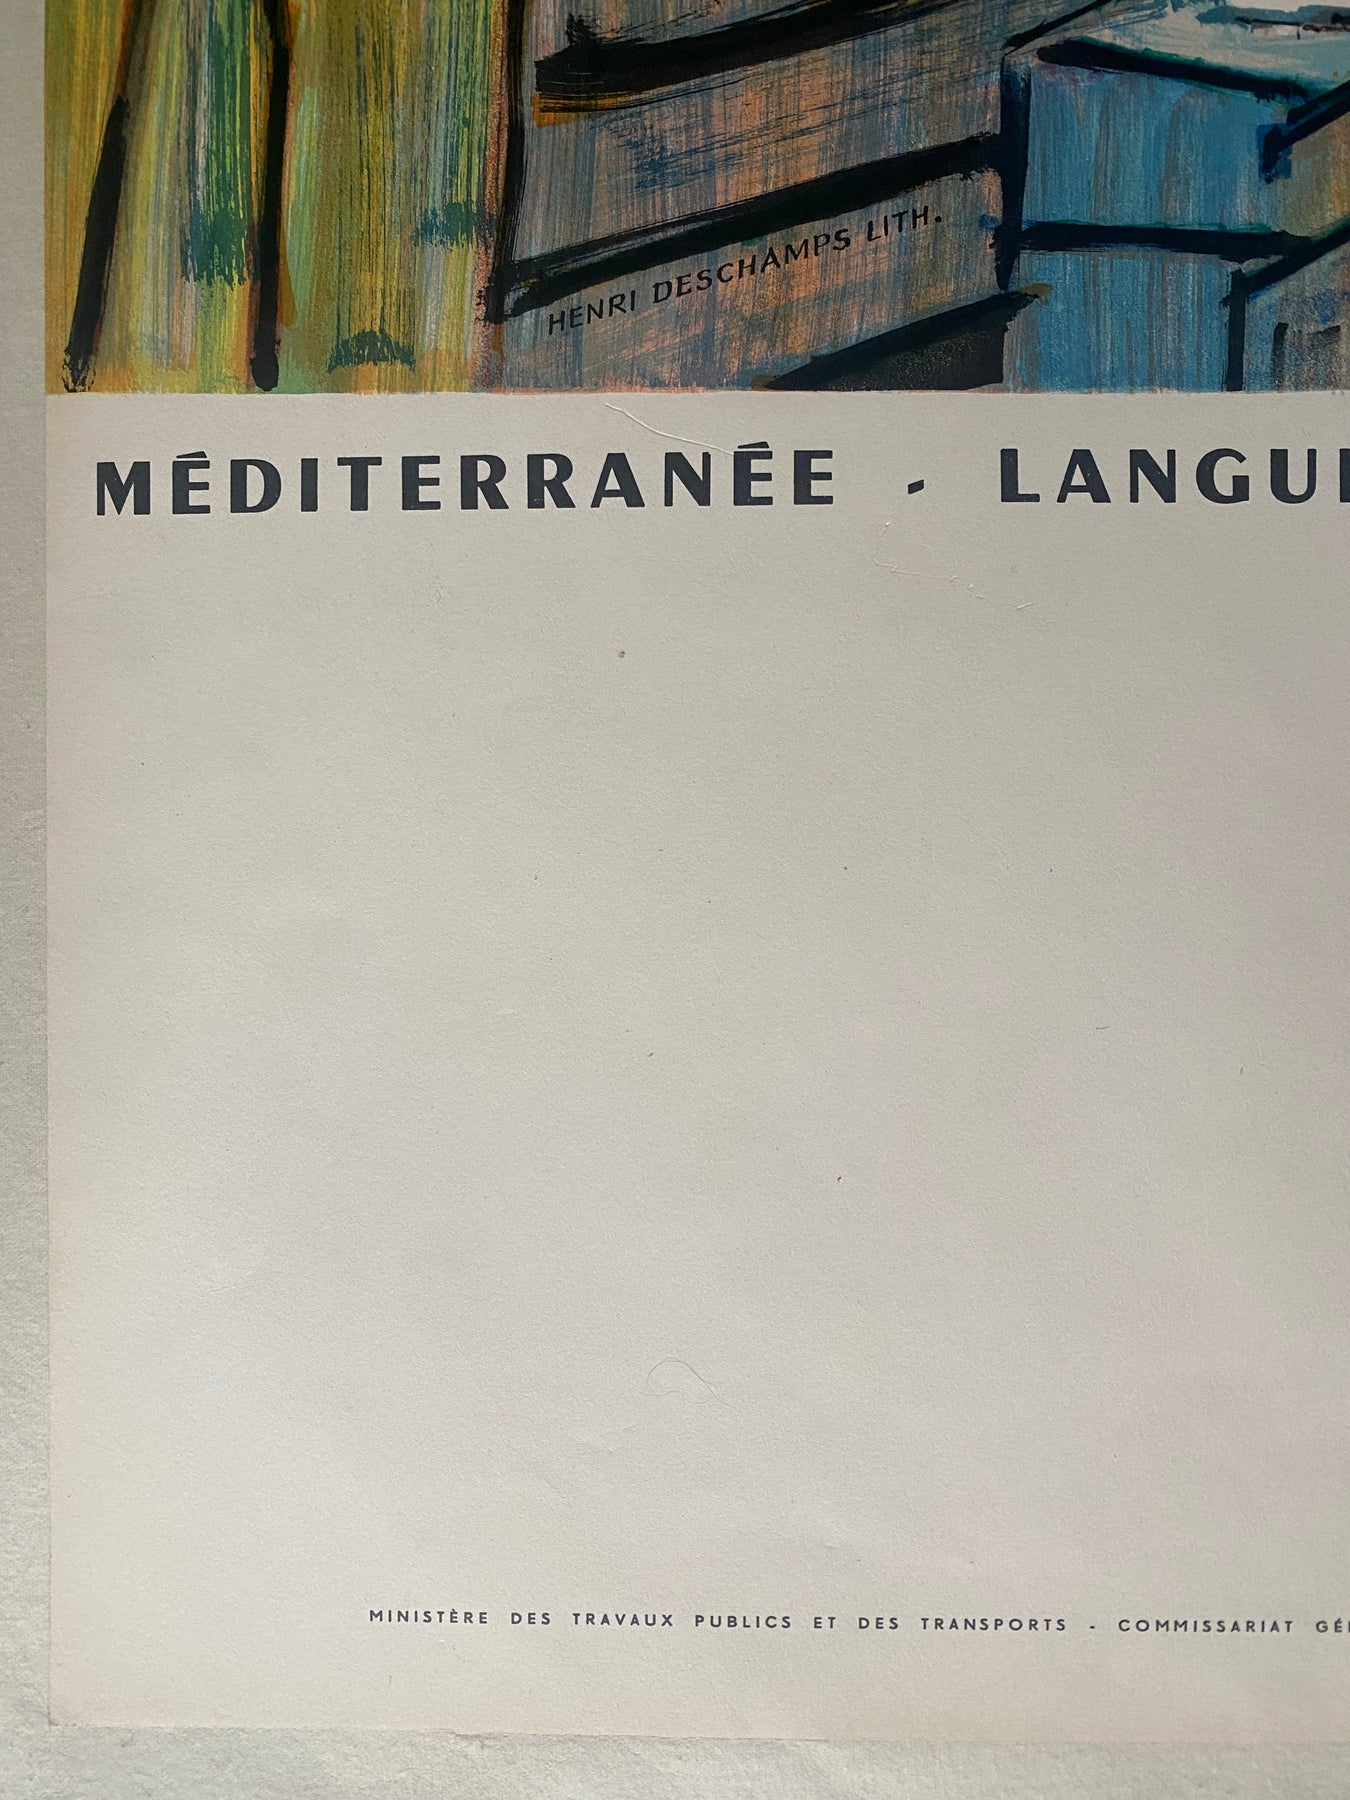 HENRI DESCHAMPS LITH.
MÉDITERRANÉE - LANGU
MINISTÈRE DES TRAVAUX PUBLICS ET DES TRANSPORTS - COMMISSARIAT GÉ